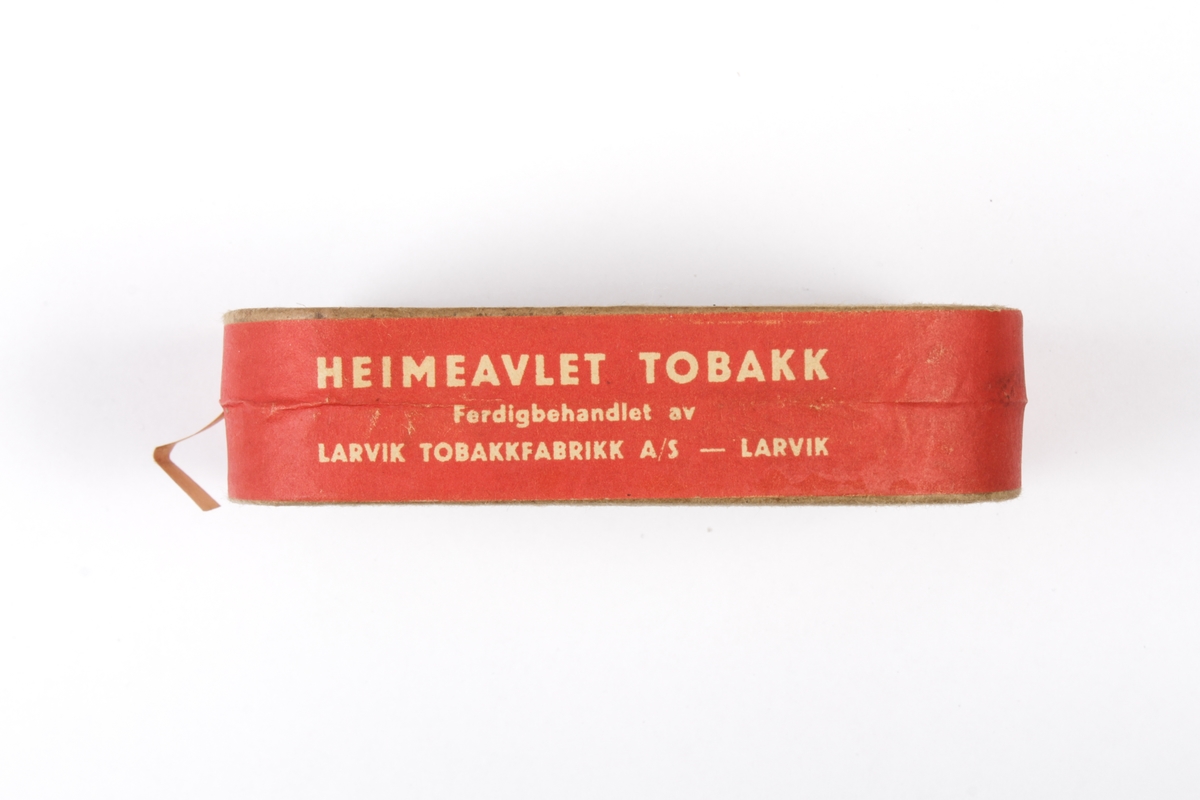 HEIMEAVLET TOBAKK
Ferdigbehandlet av
LARVIK TOBAKKFABRIKK A/S — LARVIK